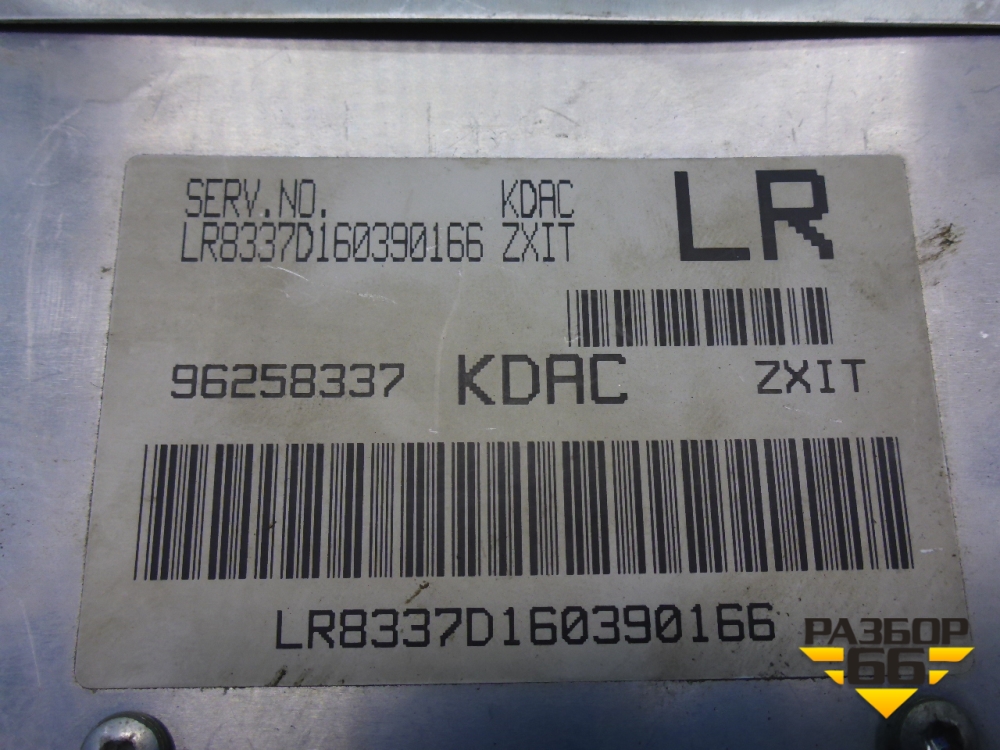 SERV.NO. KDAC LR
LR8337D160390166 ZXIT
96258337 KDAC ZXIT
LR8337D160390166
РАЗБОР
66